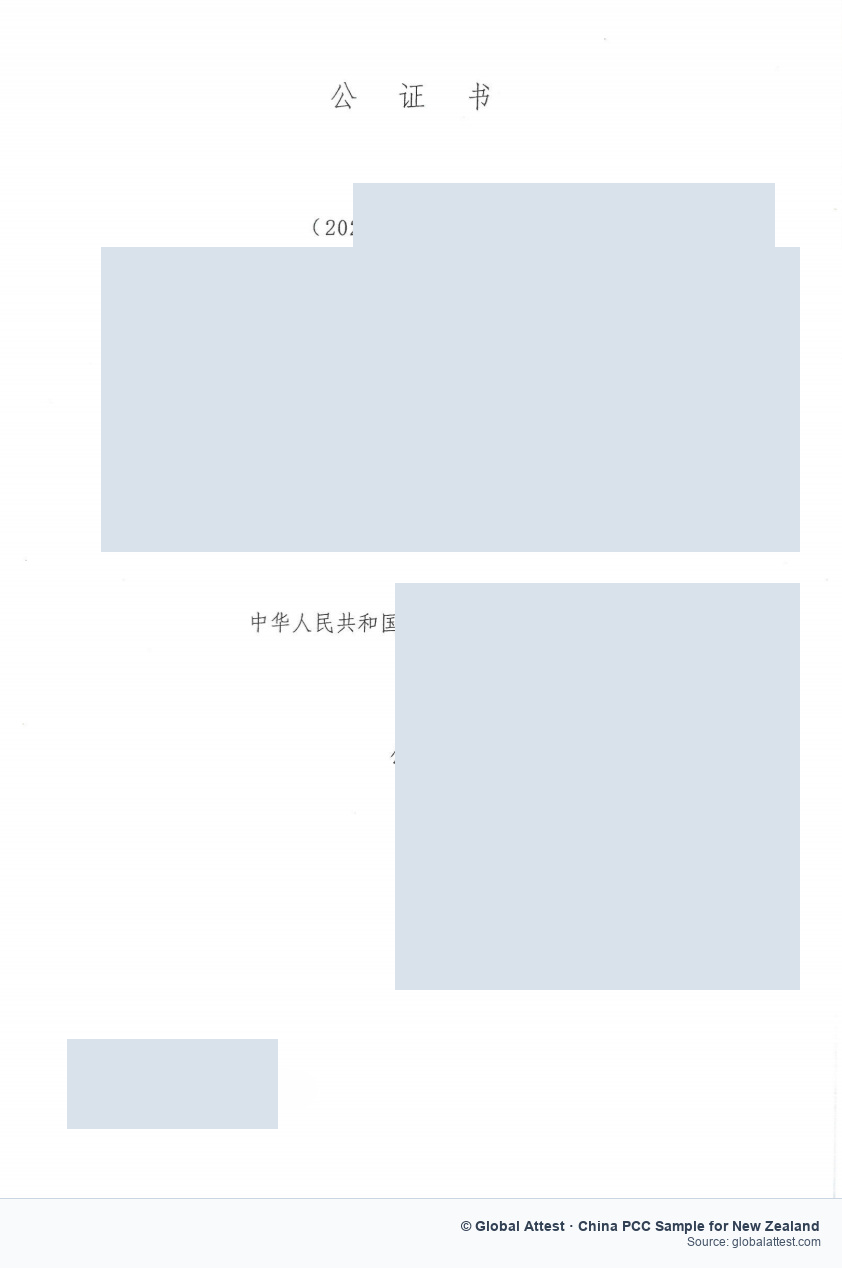 公 证 书
（202
中华人民共和国
© Global Attest · China PCC Sample for New Zealand
Source: globalattest.com